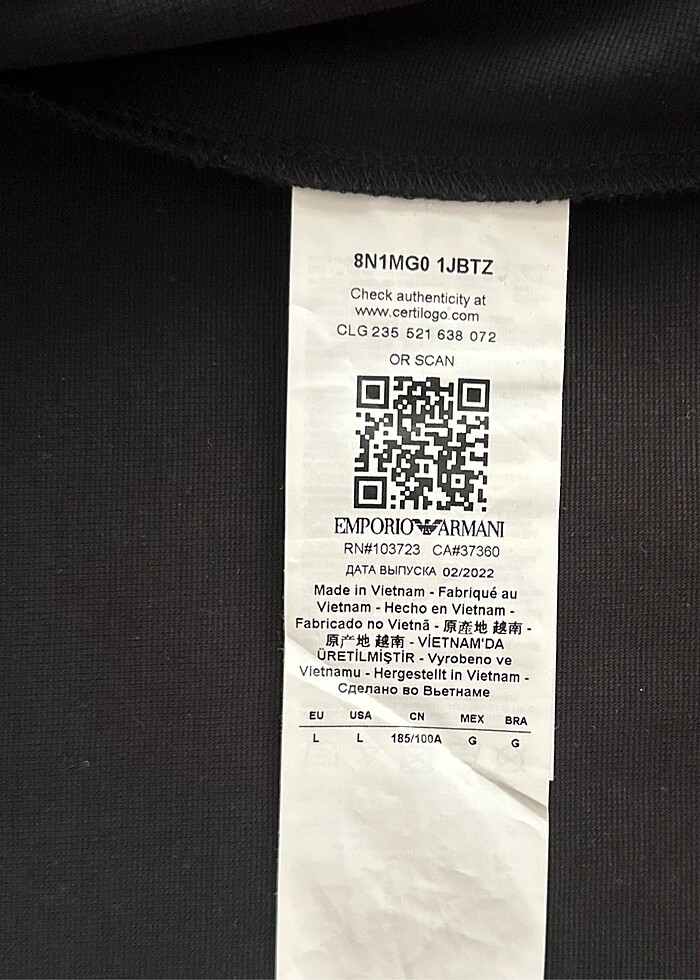 8N1MG0 1JBTZ
Check authenticity at
www.certilogo.com
CLG 235 521 638 072
OR SCAN
EMPORIO ARMANI
RN#103723 CA#37360
ДАТА ВЫПУСКА 02/2022
Made in Vietnam - Fabriqué au
Vietnam - Hecho en Vietnam -
Fabricado no Vietnã - 原產地 越南 -
原产地 越南 - VİETNAM'DA
ÜRETİLMİŞTİR - Vyrobeno ve
Vietnamu - Hergestellt in Vietnam -
Сделано во Вьетнаме
EU USA CN MEX BRA
L L 185/100A G G